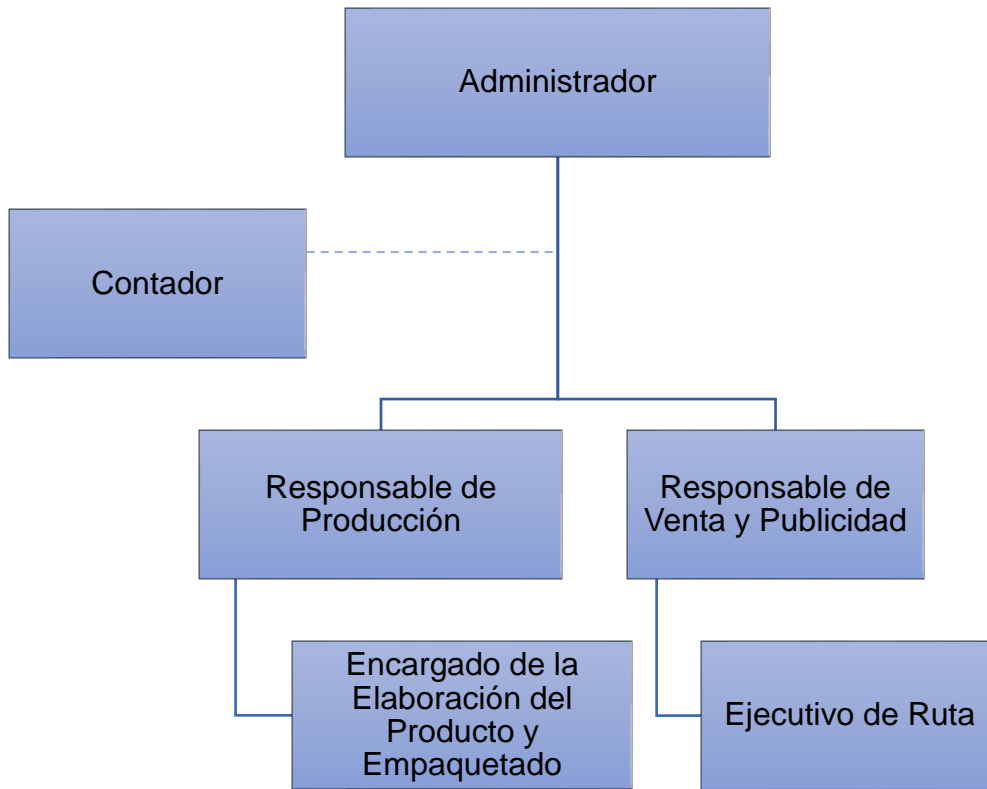 Administrador
Contador
Responsable de
Producción
Responsable de
Venta y Publicidad
Encargado de la
Elaboración del
Producto y
Empaquetado
Ejecutivo de Ruta